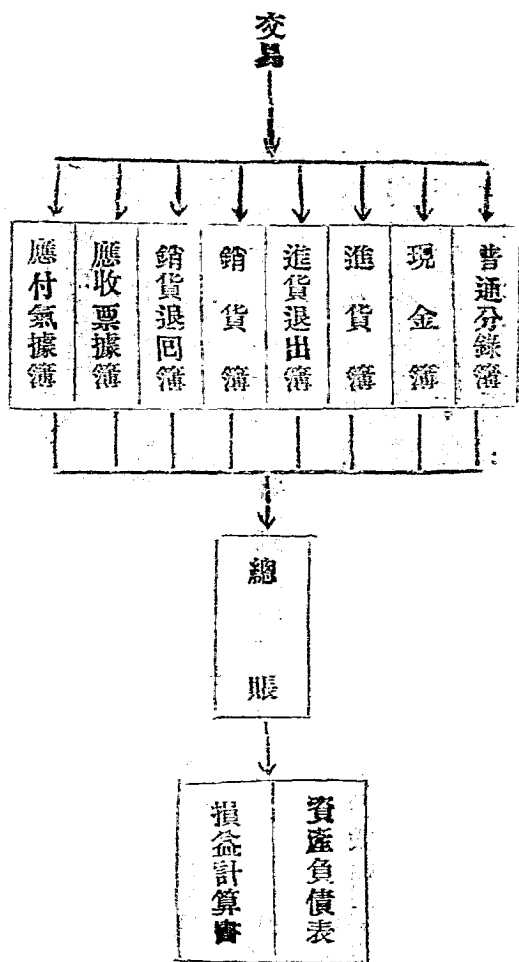 交易
普通分錄簿
現金簿
進貨簿
進貨退出簿
銷貨簿
銷貨退回簿
應收票據簿
應付氣據簿
總賬
資產負債表
損益計算書